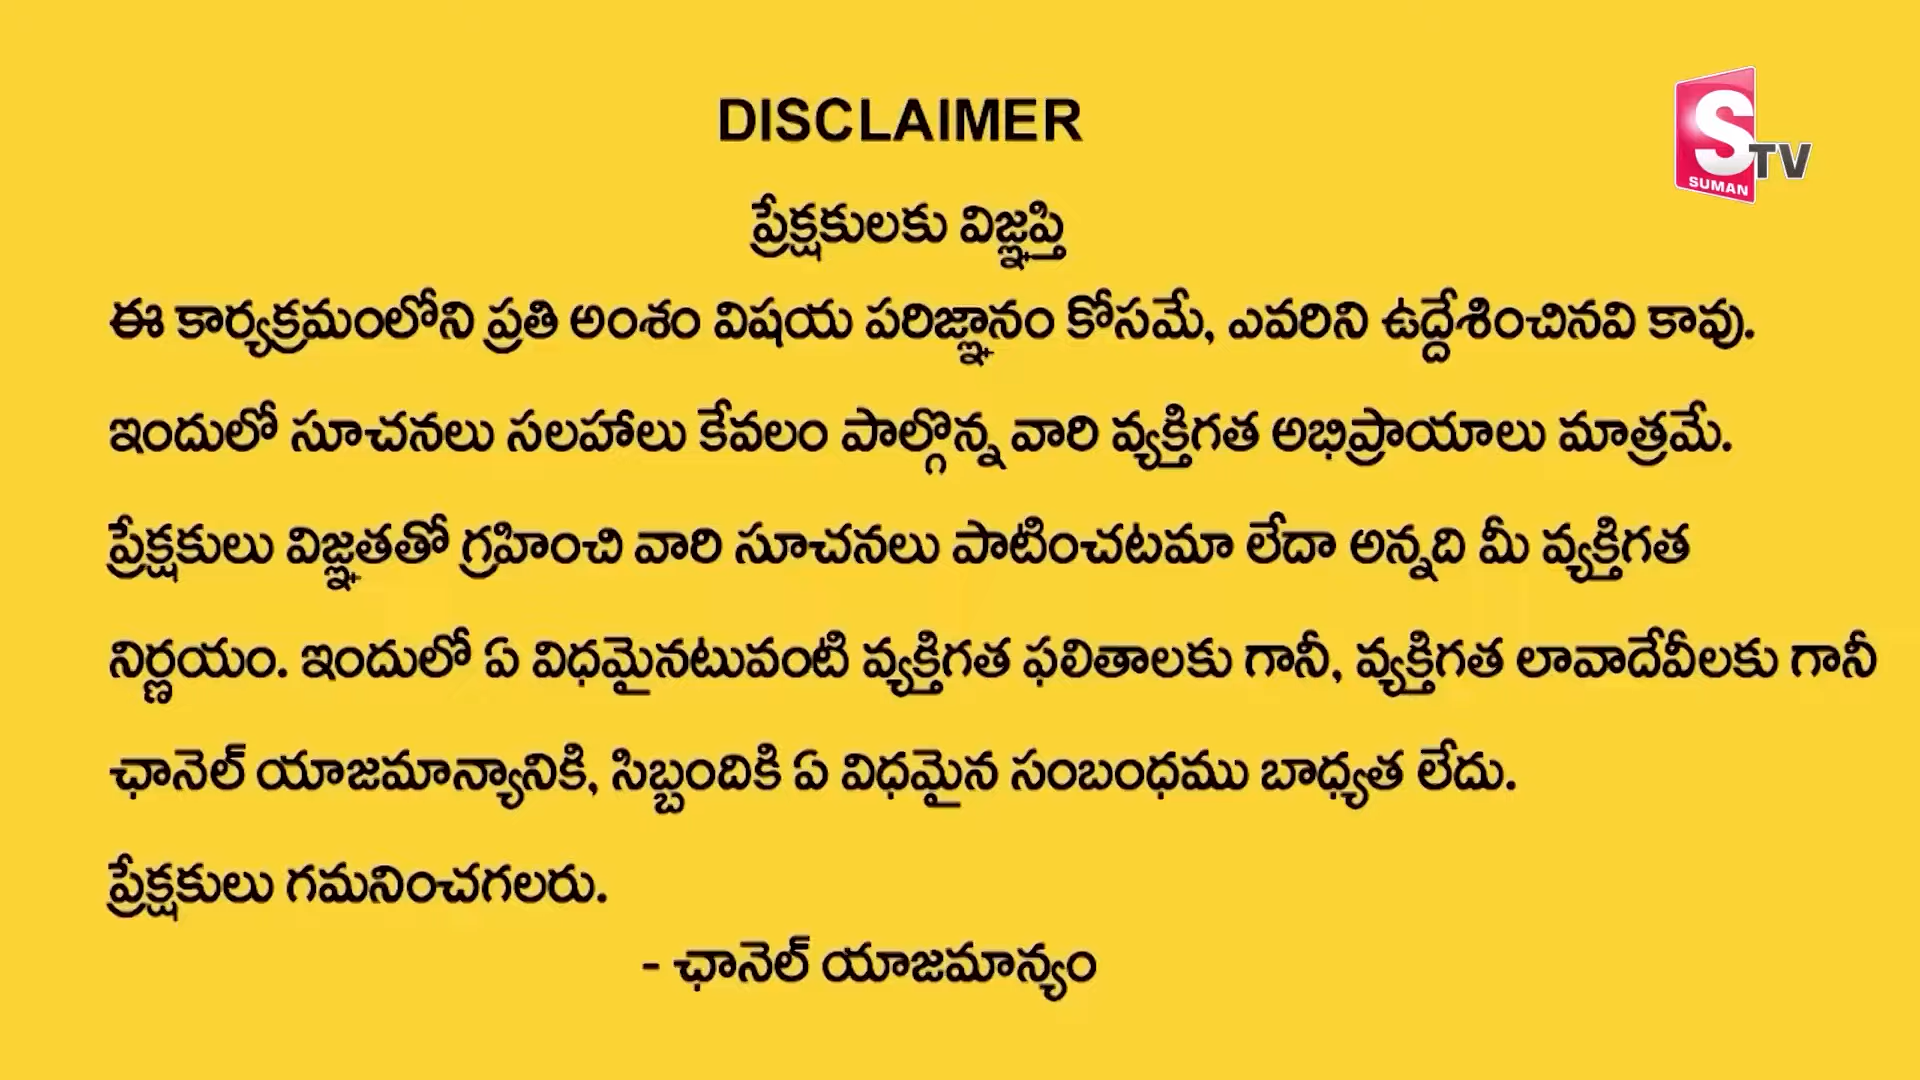 DISCLAIMER
S TV
SUMAN
ప్రేక్షకులకు విజ్ఞప్తి
ఈ కార్యక్రమంలోని ప్రతి అంశం విషయ పరిజ్ఞానం కోసమే, ఎవరిని ఉద్దేశించినవి కావు.
ఇందులో సూచనలు సలహాలు కేవలం పాల్గొన్న వారి వ్యక్తిగత అభిప్రాయాలు మాత్రమే.
ప్రేక్షకులు విజ్ఞతతో గ్రహించి వారి సూచనలు పాటించటమా లేదా అన్నది మీ వ్యక్తిగత
నిర్ణయం. ఇందులో ఏ విధమైనటువంటి వ్యక్తిగత ఫలితాలకు గానీ, వ్యక్తిగత లావాదేవీలకు గానీ
ఛానెల్ యాజమాన్యానికి, సిబ్బందికి ఏ విధమైన సంబంధము బాధ్యత లేదు.
ప్రేక్షకులు గమనించగలరు.
- ఛానెల్ యాజమాన్యం